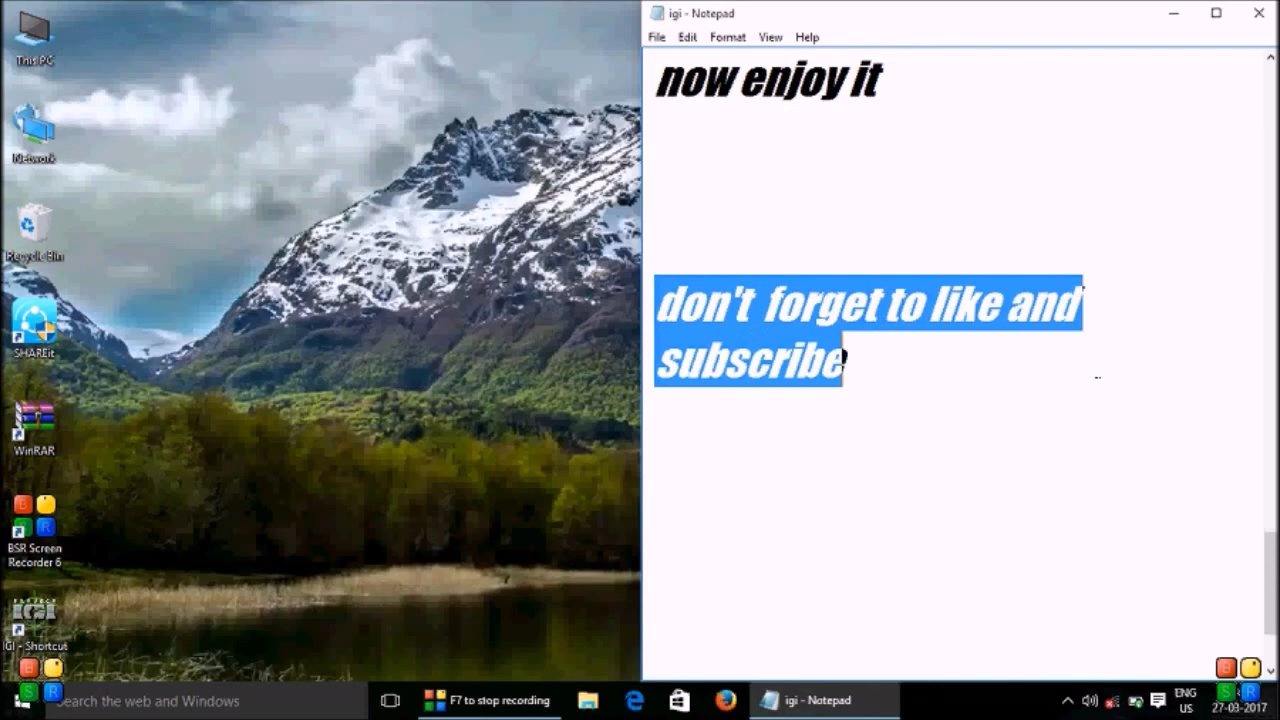 This PC
Network
Recycle Bin
SHAREit
WinRAR
BSR Screen
Recorder 6
PROJECT
IGI
IGI - Shortcut
igi - Notepad
File Edit Format View Help
now enjoy it
don't forget to like and
subscribe
B
S R
Search the web and Windows
F7 to stop recording
igi - Notepad
ENG
US
27-03-2017